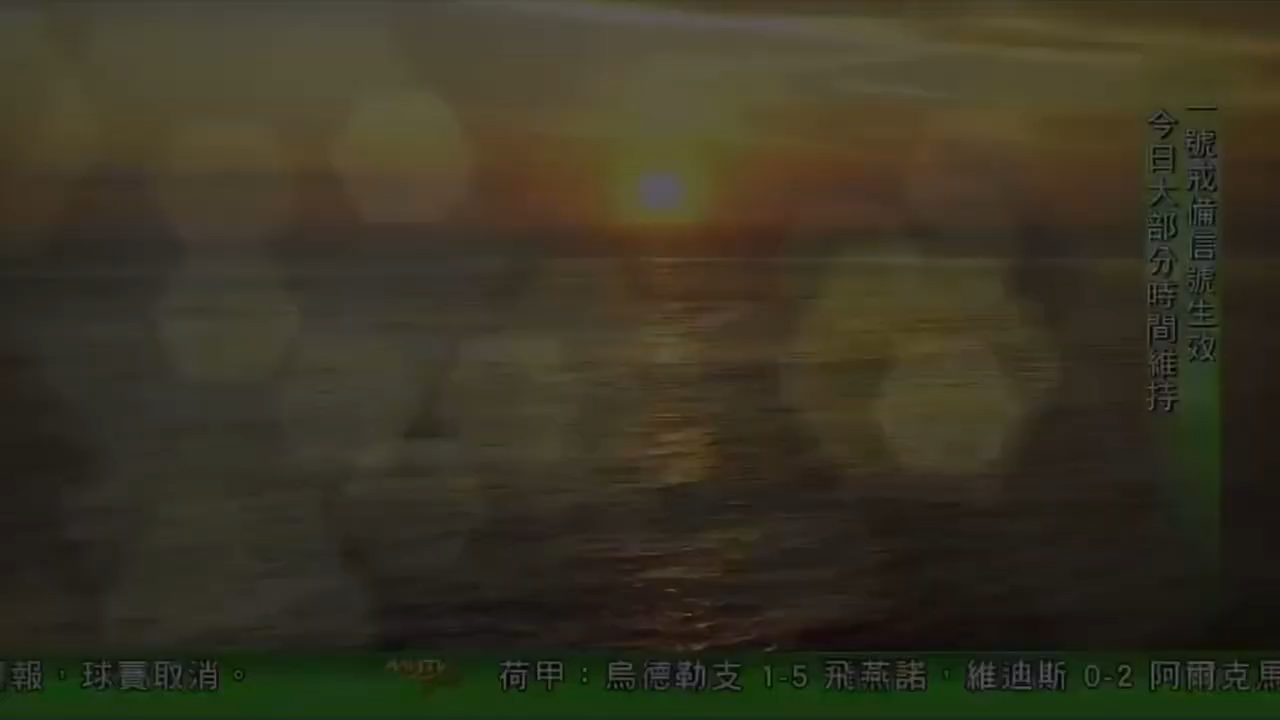 一號戒備信號生效
今日大部分時間維持
報，球賽取消。
荷甲：烏德勒支 1-5 飛燕諾，維迪斯 0-2 阿爾克馬